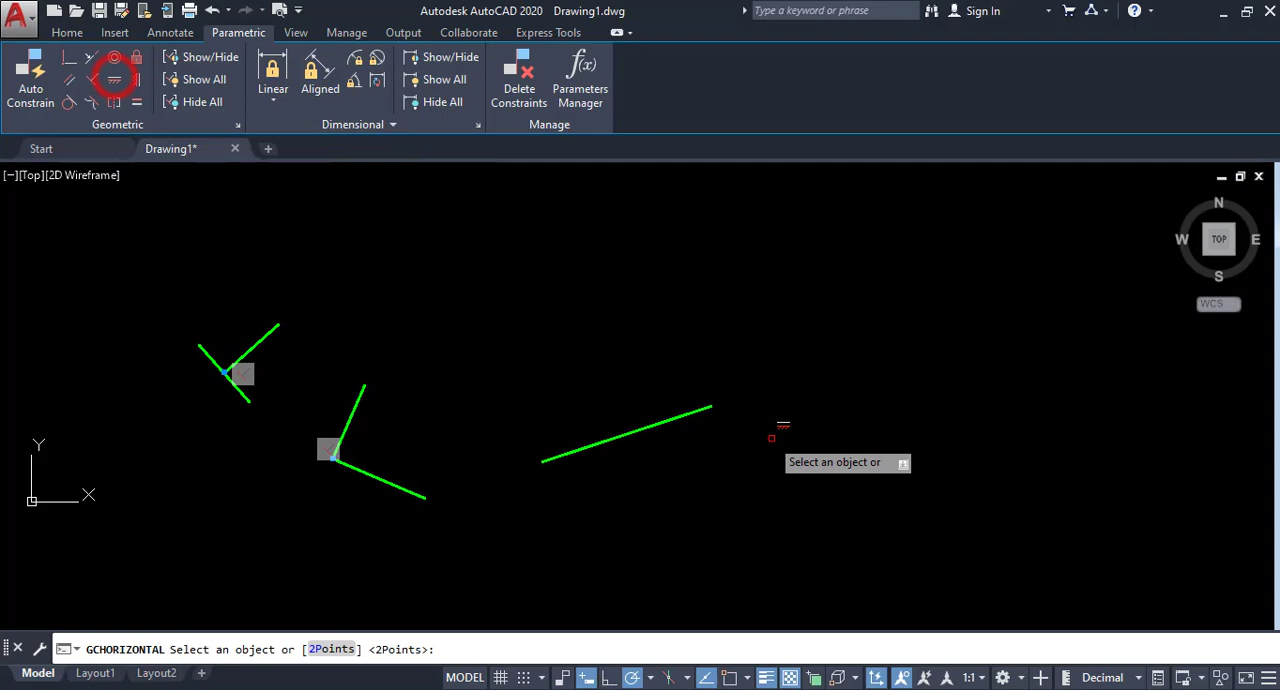 Autodesk AutoCAD 2020 Drawing1.dwg
Type a keyword or phrase
Sign In
Home Insert Annotate Parametric View Manage Output Collaborate Express Tools
Auto Constrain
Show/Hide
Show All
Hide All
Geometric
Linear
Aligned
Show/Hide
Show All
Hide All
Dimensional
Delete Constraints
Parameters Manager
Manage
Start
Drawing1*
[−][Top][2D Wireframe]
N
W TOP E
S
WCS
Y
X
Select an object or
GCHORIZONTAL Select an object or [2Points] <2Points>:
Model Layout1 Layout2
MODEL 1:1 Decimal